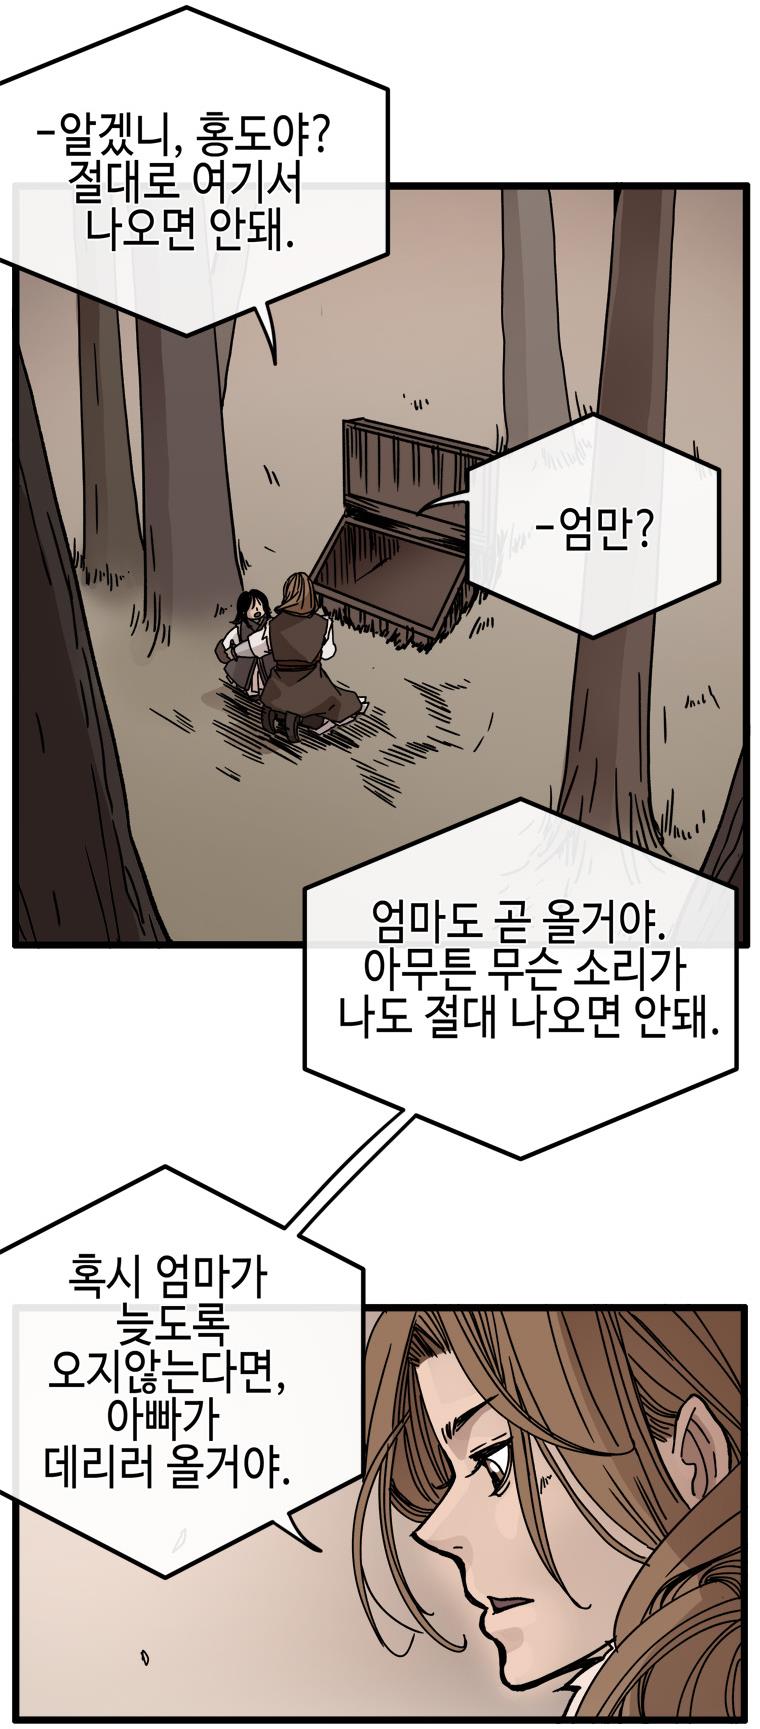 -알겠니, 홍도야?
절대로 여기서
나오면 안돼.
-엄만?
엄마도 곧 올거야.
아무튼 무슨 소리가
나도 절대 나오면 안돼.
혹시 엄마가
늦도록
오지않는다면,
아빠가
데리러 올거야.